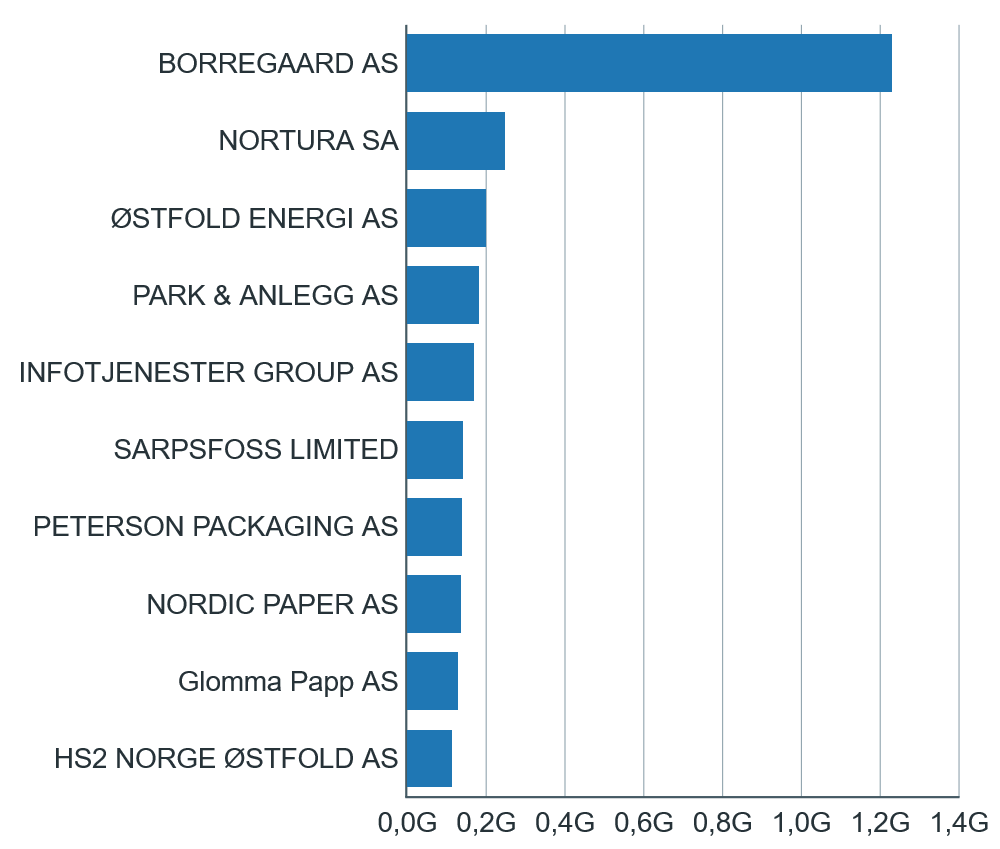 BORREGAARD AS
NORTURA SA
ØSTFOLD ENERGI AS
PARK & ANLEGG AS
INFOTJENESTER GROUP AS
SARPSFOSS LIMITED
PETERSON PACKAGING AS
NORDIC PAPER AS
Glomma Papp AS
HS2 NORGE ØSTFOLD AS
0,0G 0,2G 0,4G 0,6G 0,8G 1,0G 1,2G 1,4G